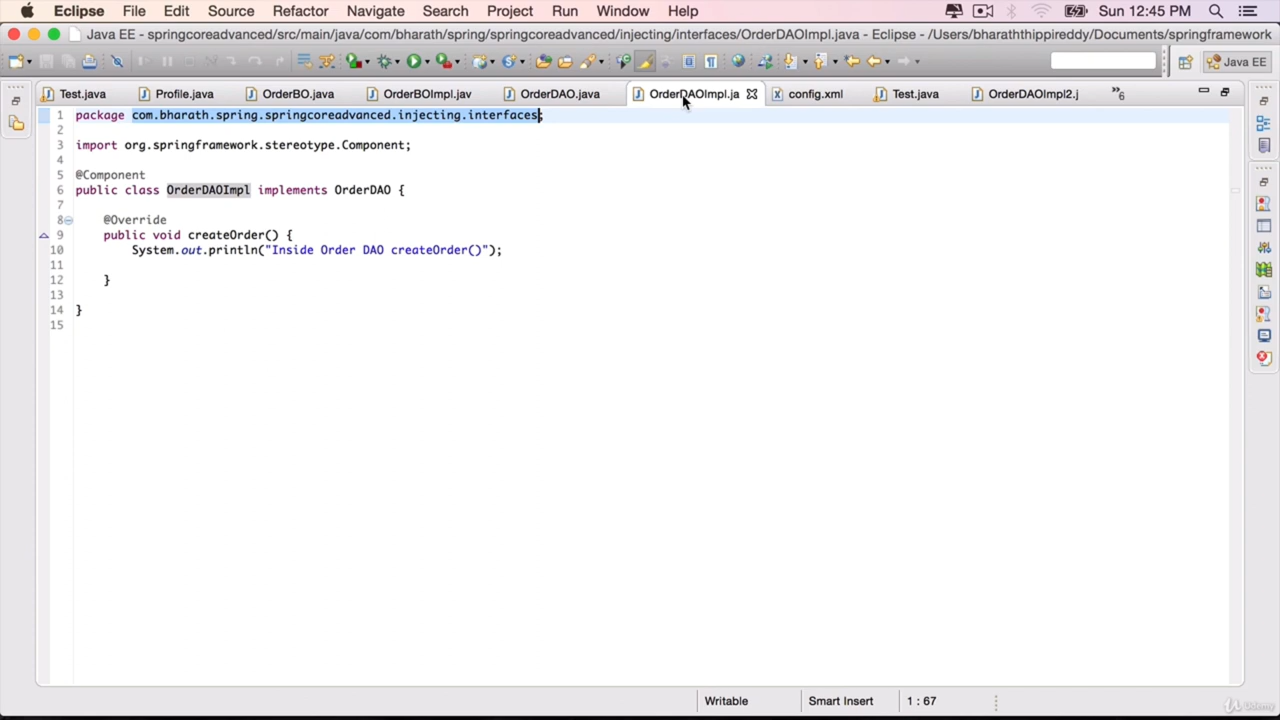 Eclipse File Edit Source Refactor Navigate Search Project Run Window Help Sun 12:45 PM
Java EE - springcoreadvanced/src/main/java/com/bharath/spring/springcoreadvanced/injecting/interfaces/OrderDAOImpl.java - Eclipse - /Users/bharaththippireddy/Documents/springframework
Java EE
Test.java Profile.java OrderBO.java OrderBOImpl.jav OrderDAO.java OrderDAOImpl.ja config.xml Test.java OrderDAOImpl2.j »6
1 package com.bharath.spring.springcoreadvanced.injecting.interfaces;
2
3 import org.springframework.stereotype.Component;
4
5 @Component
6 public class OrderDAOImpl implements OrderDAO {
7
8 @Override
9 public void createOrder() {
10 System.out.println("Inside Order DAO createOrder()");
11
12 }
13
14 }
15
Writable Smart Insert 1 : 67
Udemy